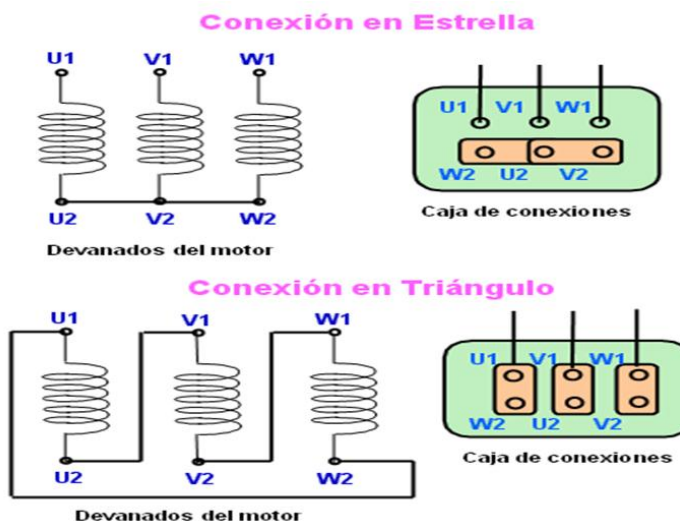 Conexión en Estrella
U1 V1 W1
U2 V2 W2
Devanados del motor
U1 V1 W1
W2 U2 V2
Caja de conexiones
Conexión en Triángulo
U1 V1 W1
U2 V2 W2
Devanados del motor
U1 V1 W1
W2 U2 V2
Caja de conexiones